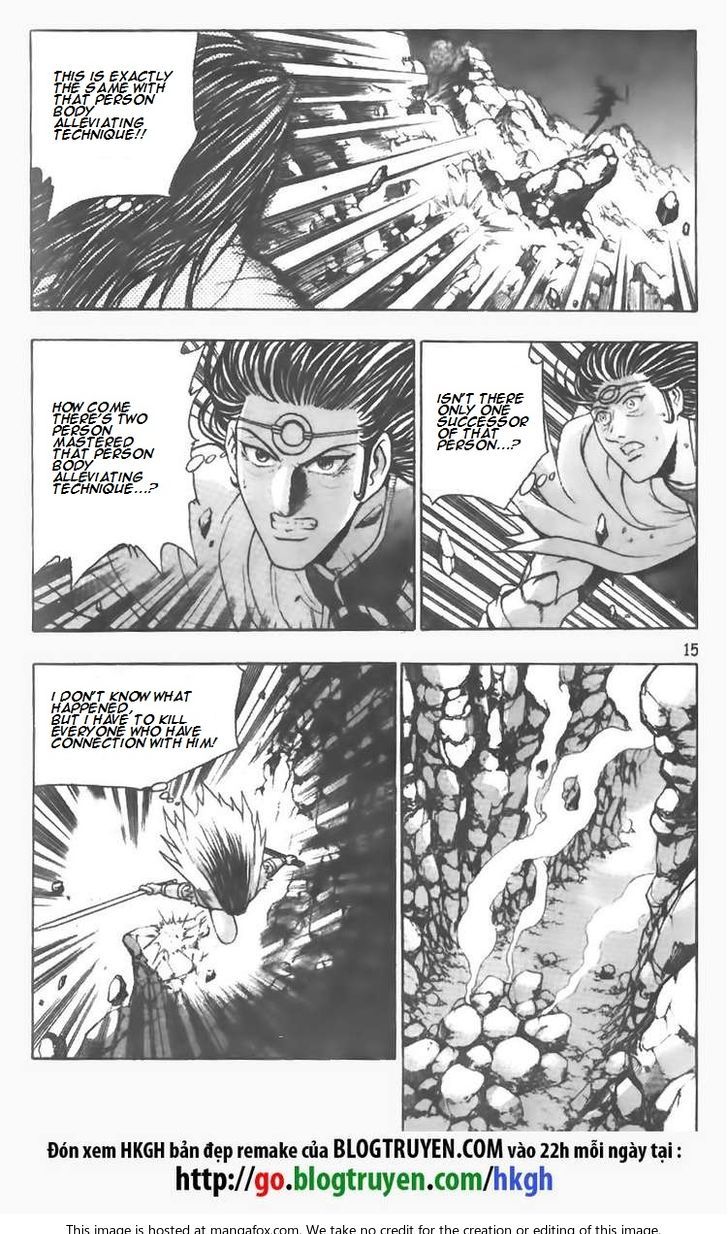 THIS IS EXACTLY
THE SAME WITH
THAT PERSON
BODY
ALLEVIATING
TECHNIQUE!!
HOW COME
THERE'S TWO
PERSON
MASTERED
THAT PERSON
BODY
ALLEVIATING
TECHNIQUE...?
ISN'T THERE
ONLY ONE
SUCCESSOR
OF THAT
PERSON...?
15
I DON'T KNOW WHAT
HAPPENED,
BUT I HAVE TO KILL
EVERYONE WHO HAVE
CONNECTION WITH HIM!
Đón xem HKGH bản đẹp remake của BLOGTRUYEN.COM vào 22h mỗi ngày tại :
http://go.blogtruyen.com/hkgh
This image is hosted at mangafox.com. We take no credit for the creation or editing of this image.